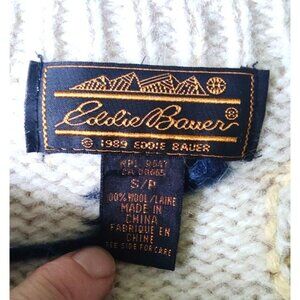 Eddie Bauer ®
© 1989 EDDIE BAUER
S/P
100% WOOL/LAINE
MADE IN
CHINA
FABRIQUE EN
CHINE
SEE SIDE FOR CARE